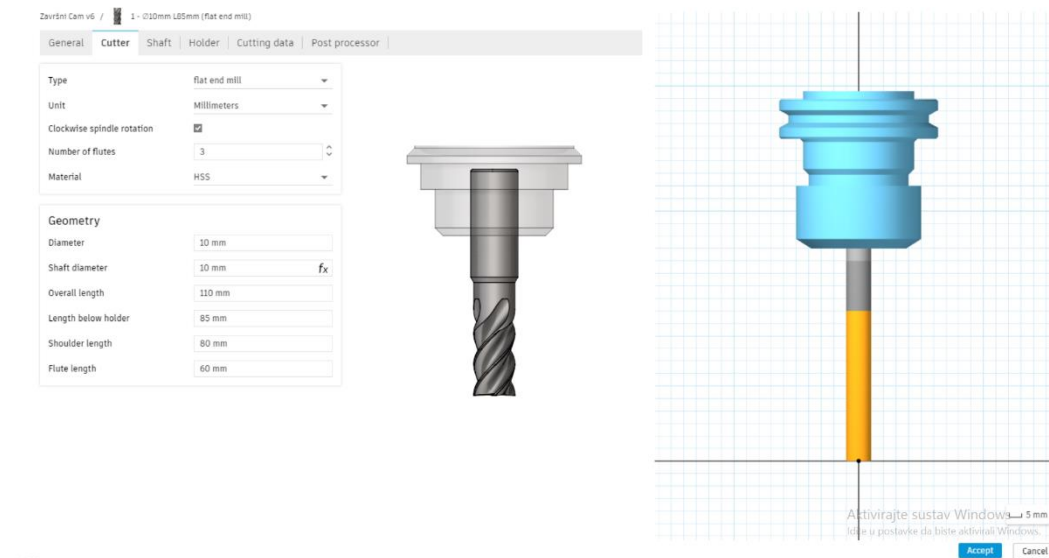 Završni Cam v6 / 1 - Ø10mm L85mm (flat end mill)
General Cutter Shaft Holder Cutting data Post processor
Type flat end mill
Unit Millimeters
Clockwise spindle rotation
Number of flutes 3
Material HSS
Geometry
Diameter 10 mm
Shaft diameter 10 mm fx
Overall length 110 mm
Length below holder 85 mm
Shoulder length 80 mm
Flute length 60 mm
Aktivirajte sustav Windows
5 mm
Idite u postavke da biste aktivirali Windows.
Accept Cancel